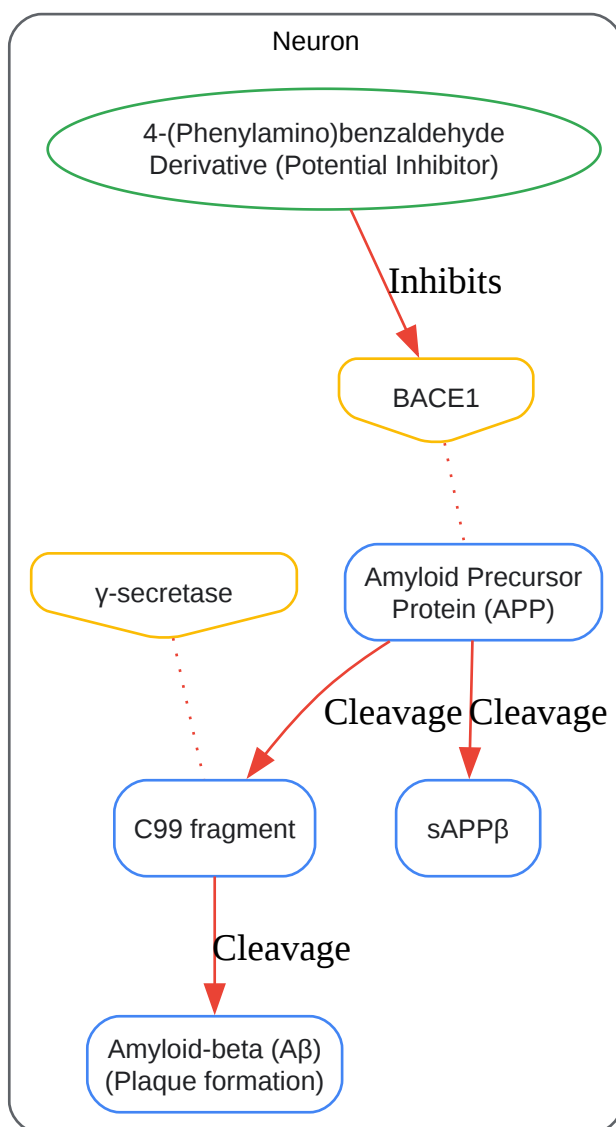 Neuron
4-(Phenylamino)benzaldehyde
Derivative (Potential Inhibitor)
Inhibits
BACE1
Amyloid Precursor
Protein (APP)
γ-secretase
Cleavage
Cleavage
C99 fragment
sAPPβ
Cleavage
Amyloid-beta (Aβ)
(Plaque formation)